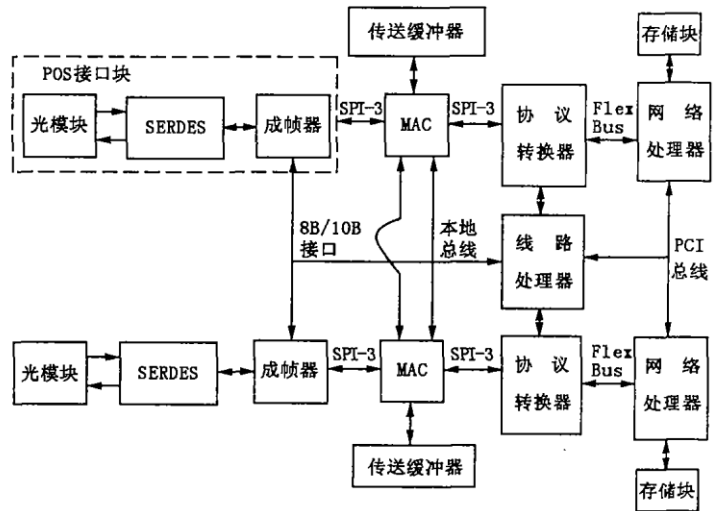 传送缓冲器
存储块
POS接口块
光模块
SERDES
成帧器
SPI-3
MAC
SPI-3
协 议
转换器
Flex
Bus
网 络
处理器
8B/10B
接口
本地
总线
线 路
处理器
PCI
总线
光模块
SERDES
成帧器
SPI-3
MAC
SPI-3
协 议
转换器
Flex
Bus
网 络
处理器
传送缓冲器
存储块